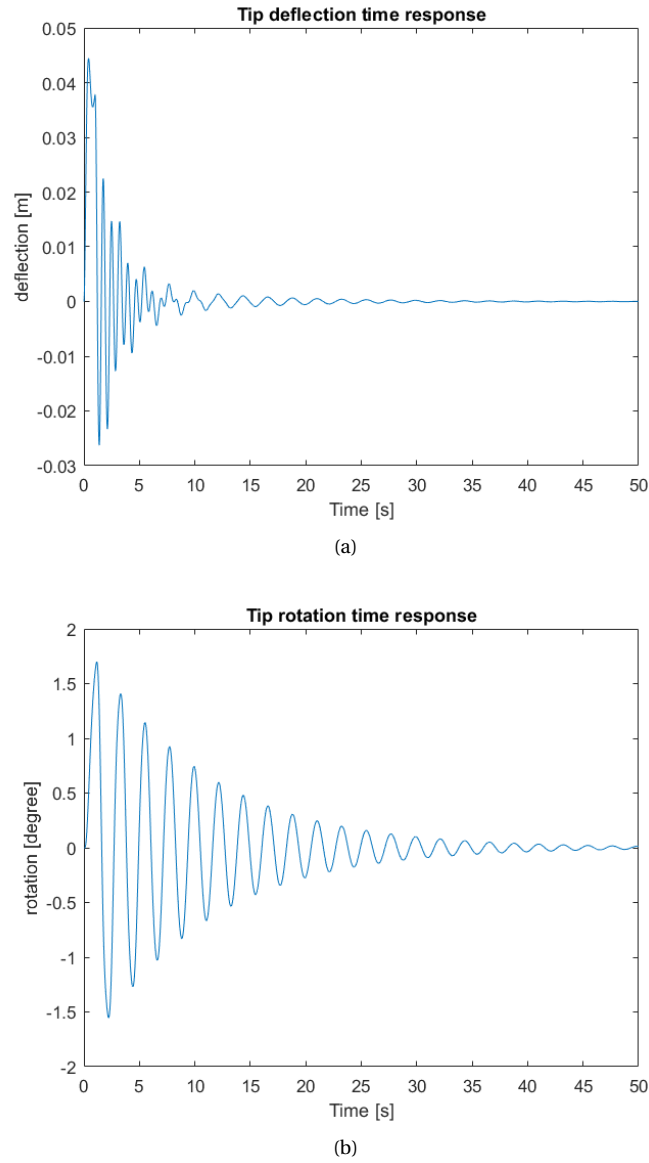 Tip deflection time response
deflection [m]
0.05
0.04
0.03
0.02
0.01
0
-0.01
-0.02
-0.03
0 5 10 15 20 25 30 35 40 45 50
Time [s]
(a)
Tip rotation time response
rotation [degree]
2
1.5
1
0.5
0
-0.5
-1
-1.5
-2
0 5 10 15 20 25 30 35 40 45 50
Time [s]
(b)